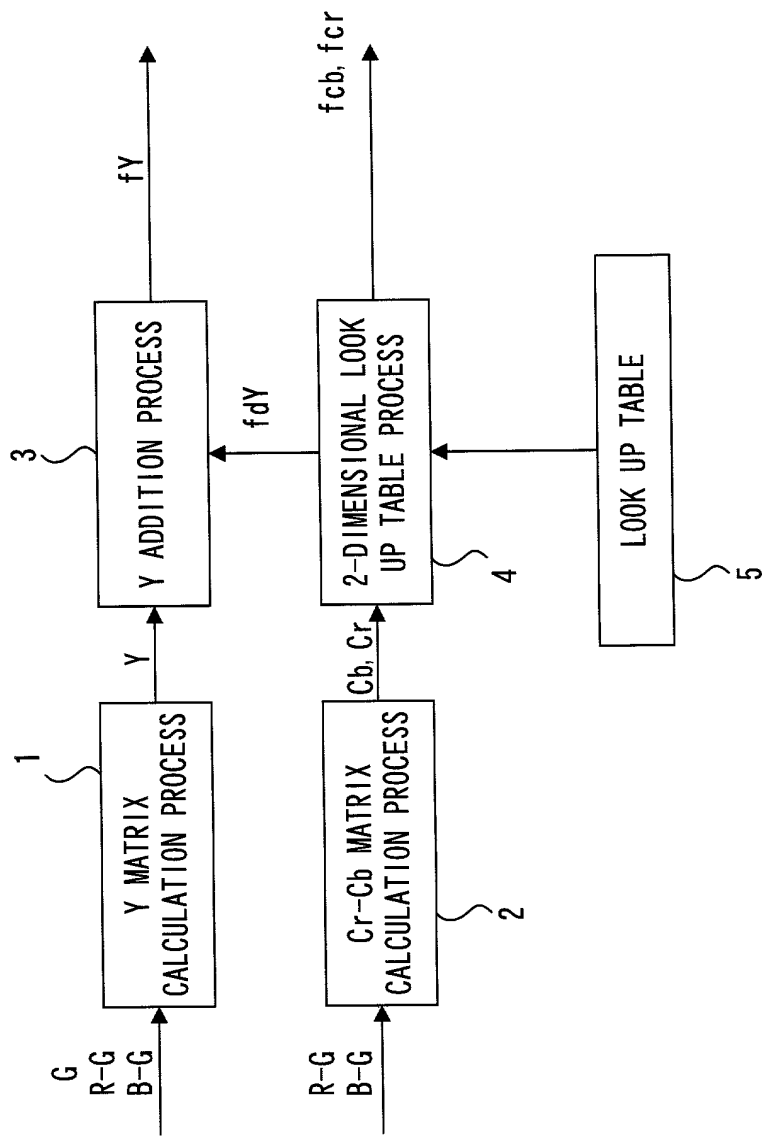 G
R-G
B-G
1
Y MATRIX
CALCULATION PROCESS
Y
3
Y ADDITION PROCESS
fY
R-G
B-G
2
Cr-Cb MATRIX
CALCULATION PROCESS
Cb, Cr
fdY
4
2-DIMENSIONAL LOOK
UP TABLE PROCESS
fcb, fcr
5
LOOK UP TABLE